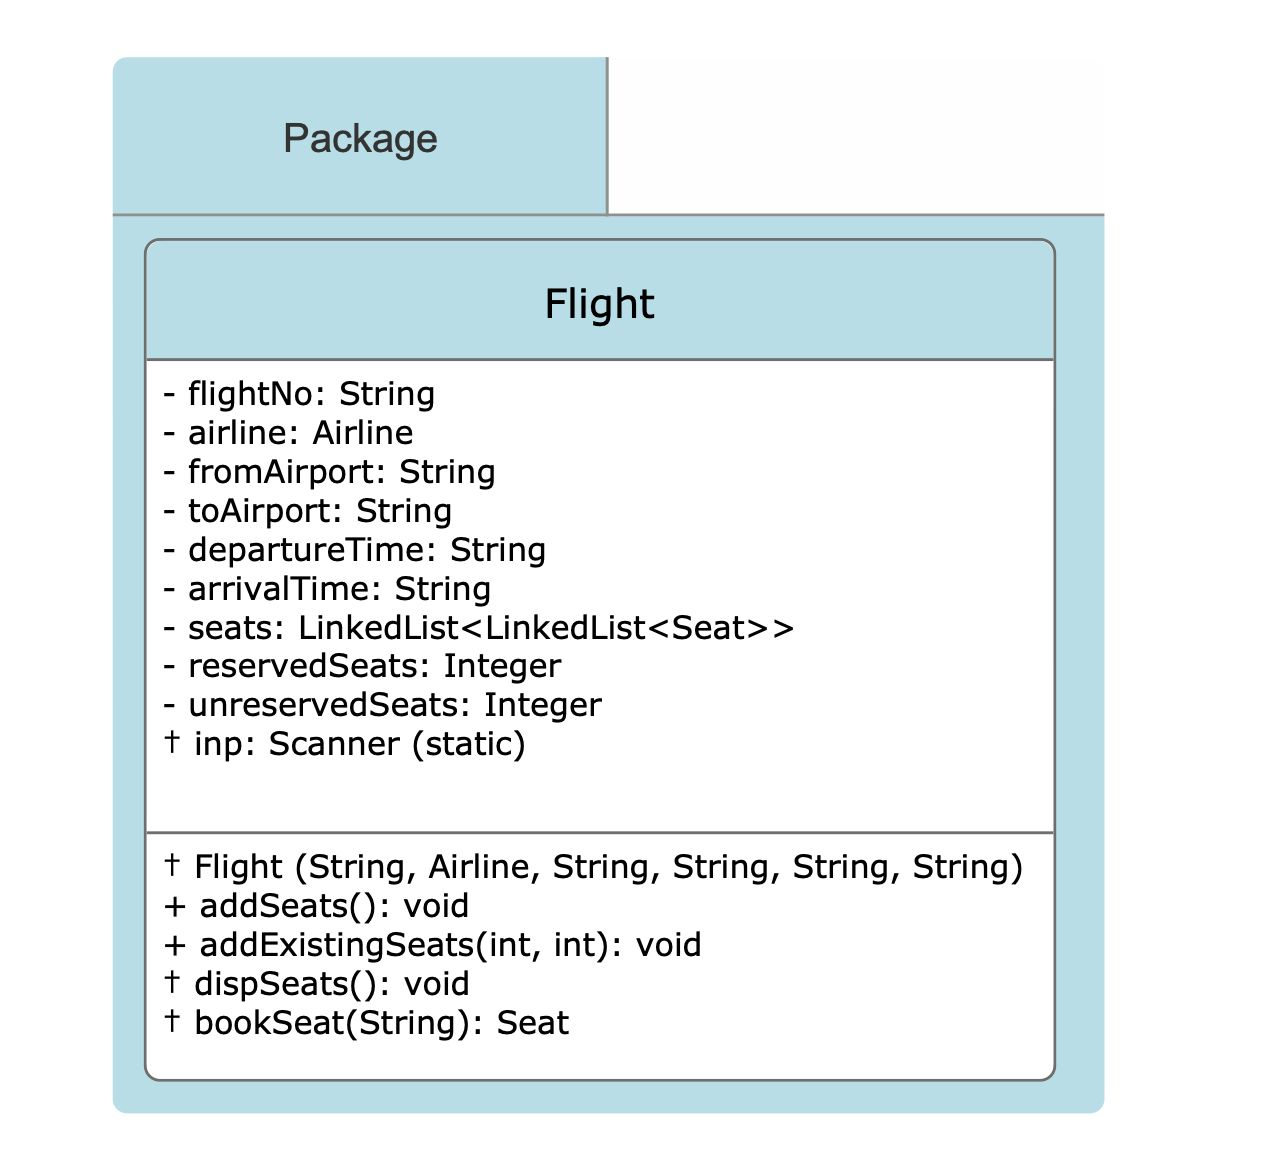 Package
Flight
- flightNo: String
- airline: Airline
- fromAirport: String
- toAirport: String
- departureTime: String
- arrivalTime: String
- seats: LinkedList<LinkedList<Seat>>
- reservedSeats: Integer
- unreservedSeats: Integer
† inp: Scanner (static)
† Flight (String, Airline, String, String, String, String)
+ addSeats(): void
+ addExistingSeats(int, int): void
† dispSeats(): void
† bookSeat(String): Seat